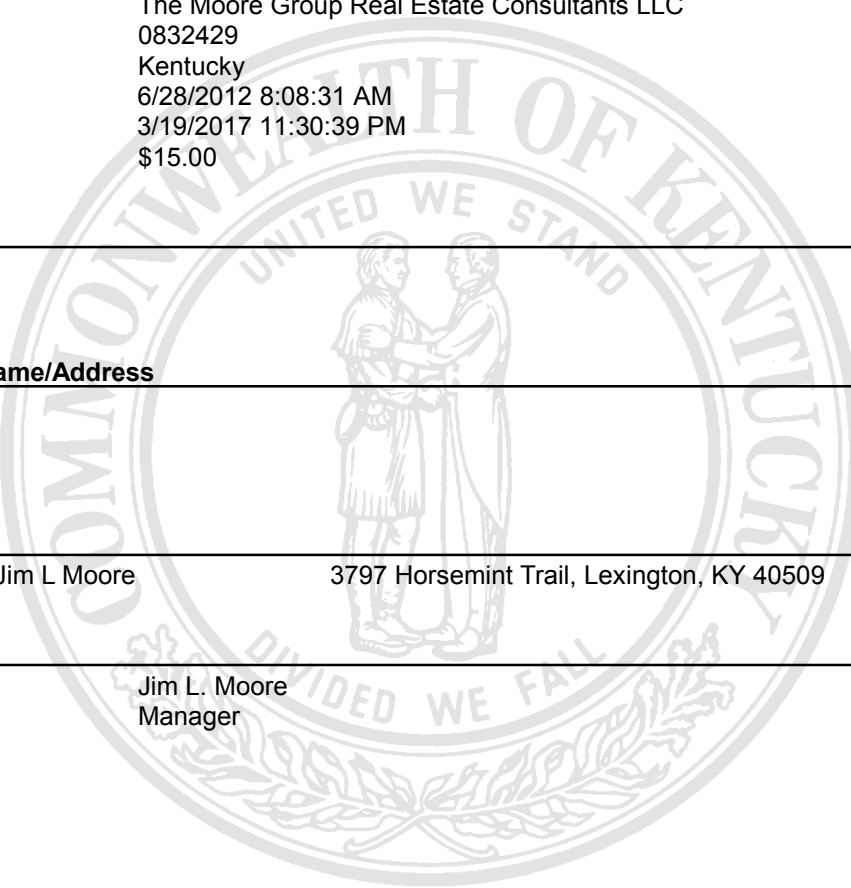 The Moore Group Real Estate Consultants LLC
0832429
Kentucky
6/28/2012 8:08:31 AM
3/19/2017 11:30:39 PM
$15.00
COMMONWEALTH OF KENTUCKY
UNITED WE STAND
ame/Address
Jim L Moore 3797 Horsemint Trail, Lexington, KY 40509
DIVIDED WE FALL
Jim L. Moore
Manager